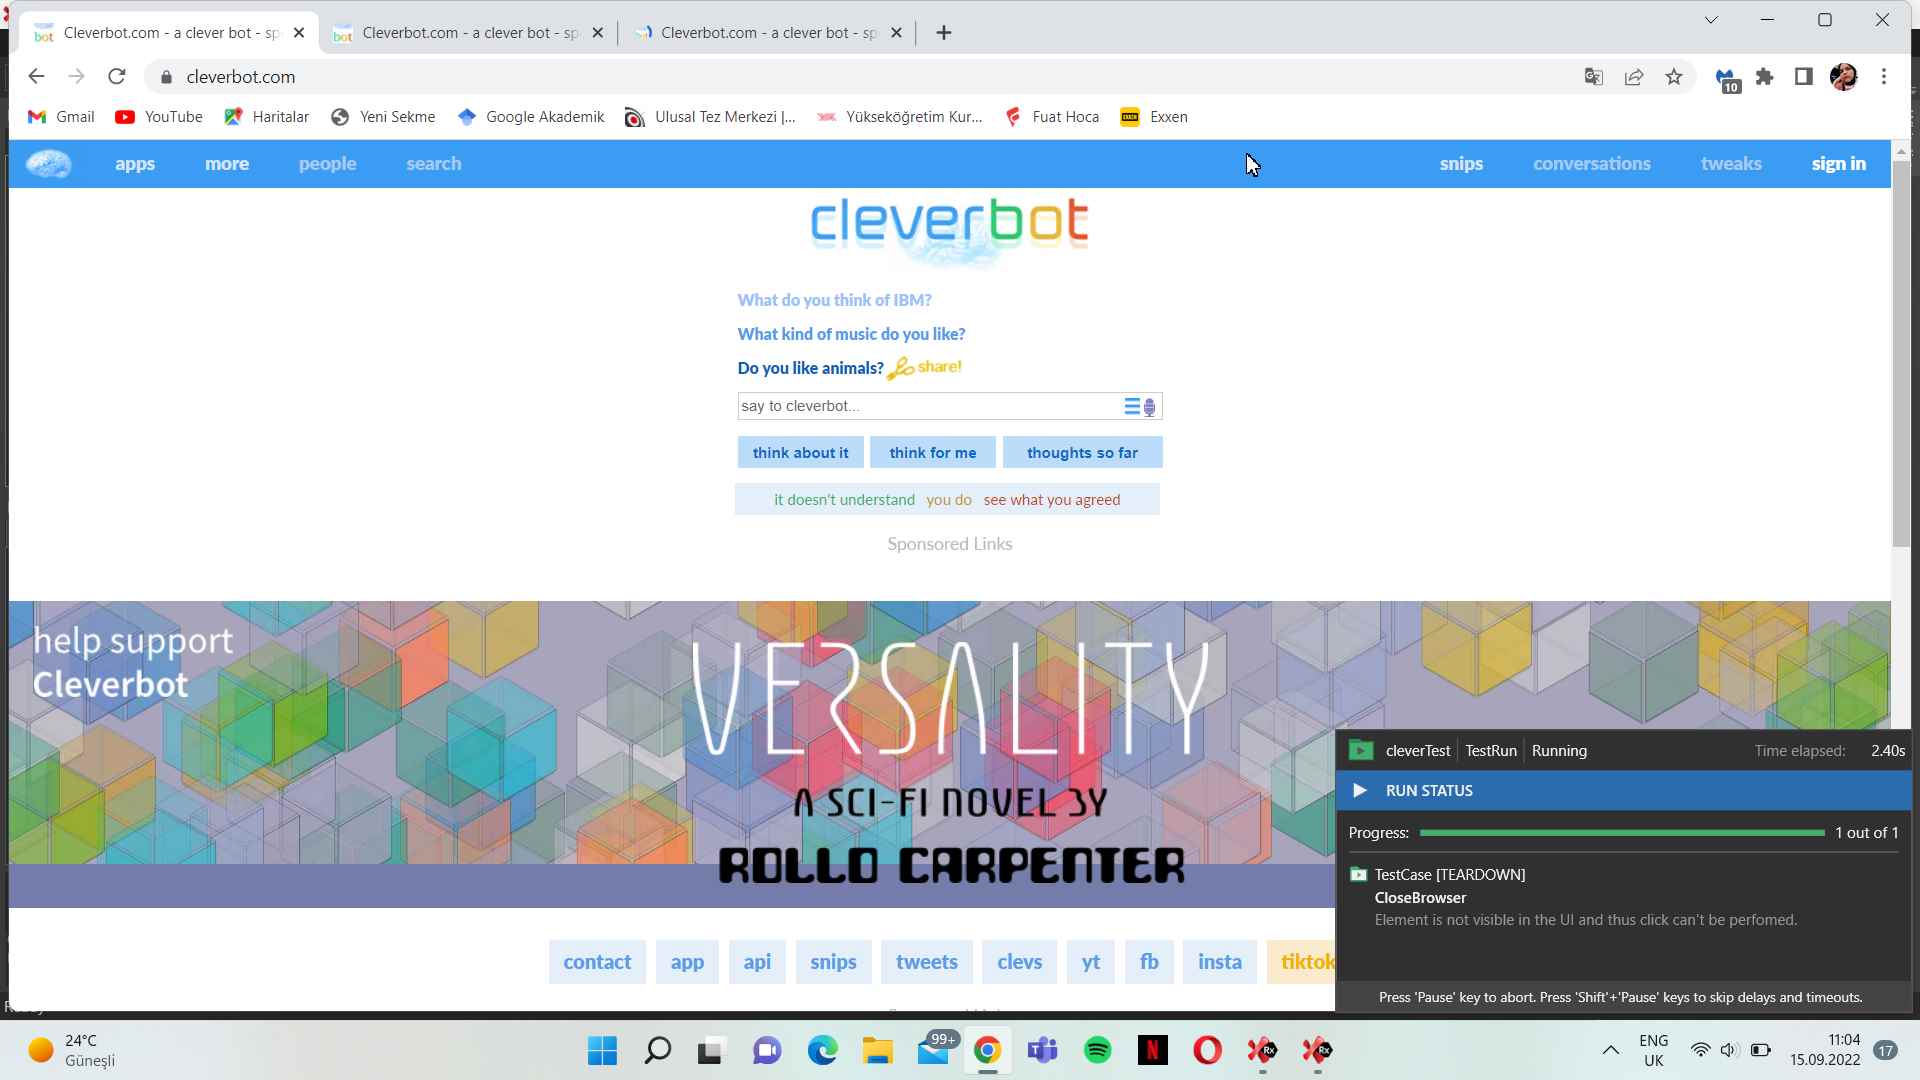 Cleverbot.com - a clever bot - sp
Cleverbot.com - a clever bot - sp
Cleverbot.com - a clever bot - sp
cleverbot.com
10
Gmail
YouTube
Haritalar
Yeni Sekme
Google Akademik
Ulusal Tez Merkezi |...
Yükseköğretim Kur...
Fuat Hoca
EXXEN
Exxen
apps
more
people
search
snips
conversations
tweaks
sign in
cleverbot
What do you think of IBM?
What kind of music do you like?
Do you like animals?
share!
say to cleverbot...
think about it
think for me
thoughts so far
it doesn't understand
you do
see what you agreed
Sponsored Links
help support
Cleverbot
VERSALITY
A SCI-FI NOVEL BY
ROLLO CARPENTER
contact
app
api
snips
tweets
clevs
yt
fb
insta
tiktok
cleverTest
TestRun
Running
Time elapsed:
2.40s
RUN STATUS
Progress:
1 out of 1
TestCase [TEARDOWN]
CloseBrowser
Element is not visible in the UI and thus click can't be perfomed.
Press 'Pause' key to abort. Press 'Shift'+'Pause' keys to skip delays and timeouts.
24°C
Güneşli
99+
ENG
UK
11:04
15.09.2022
17